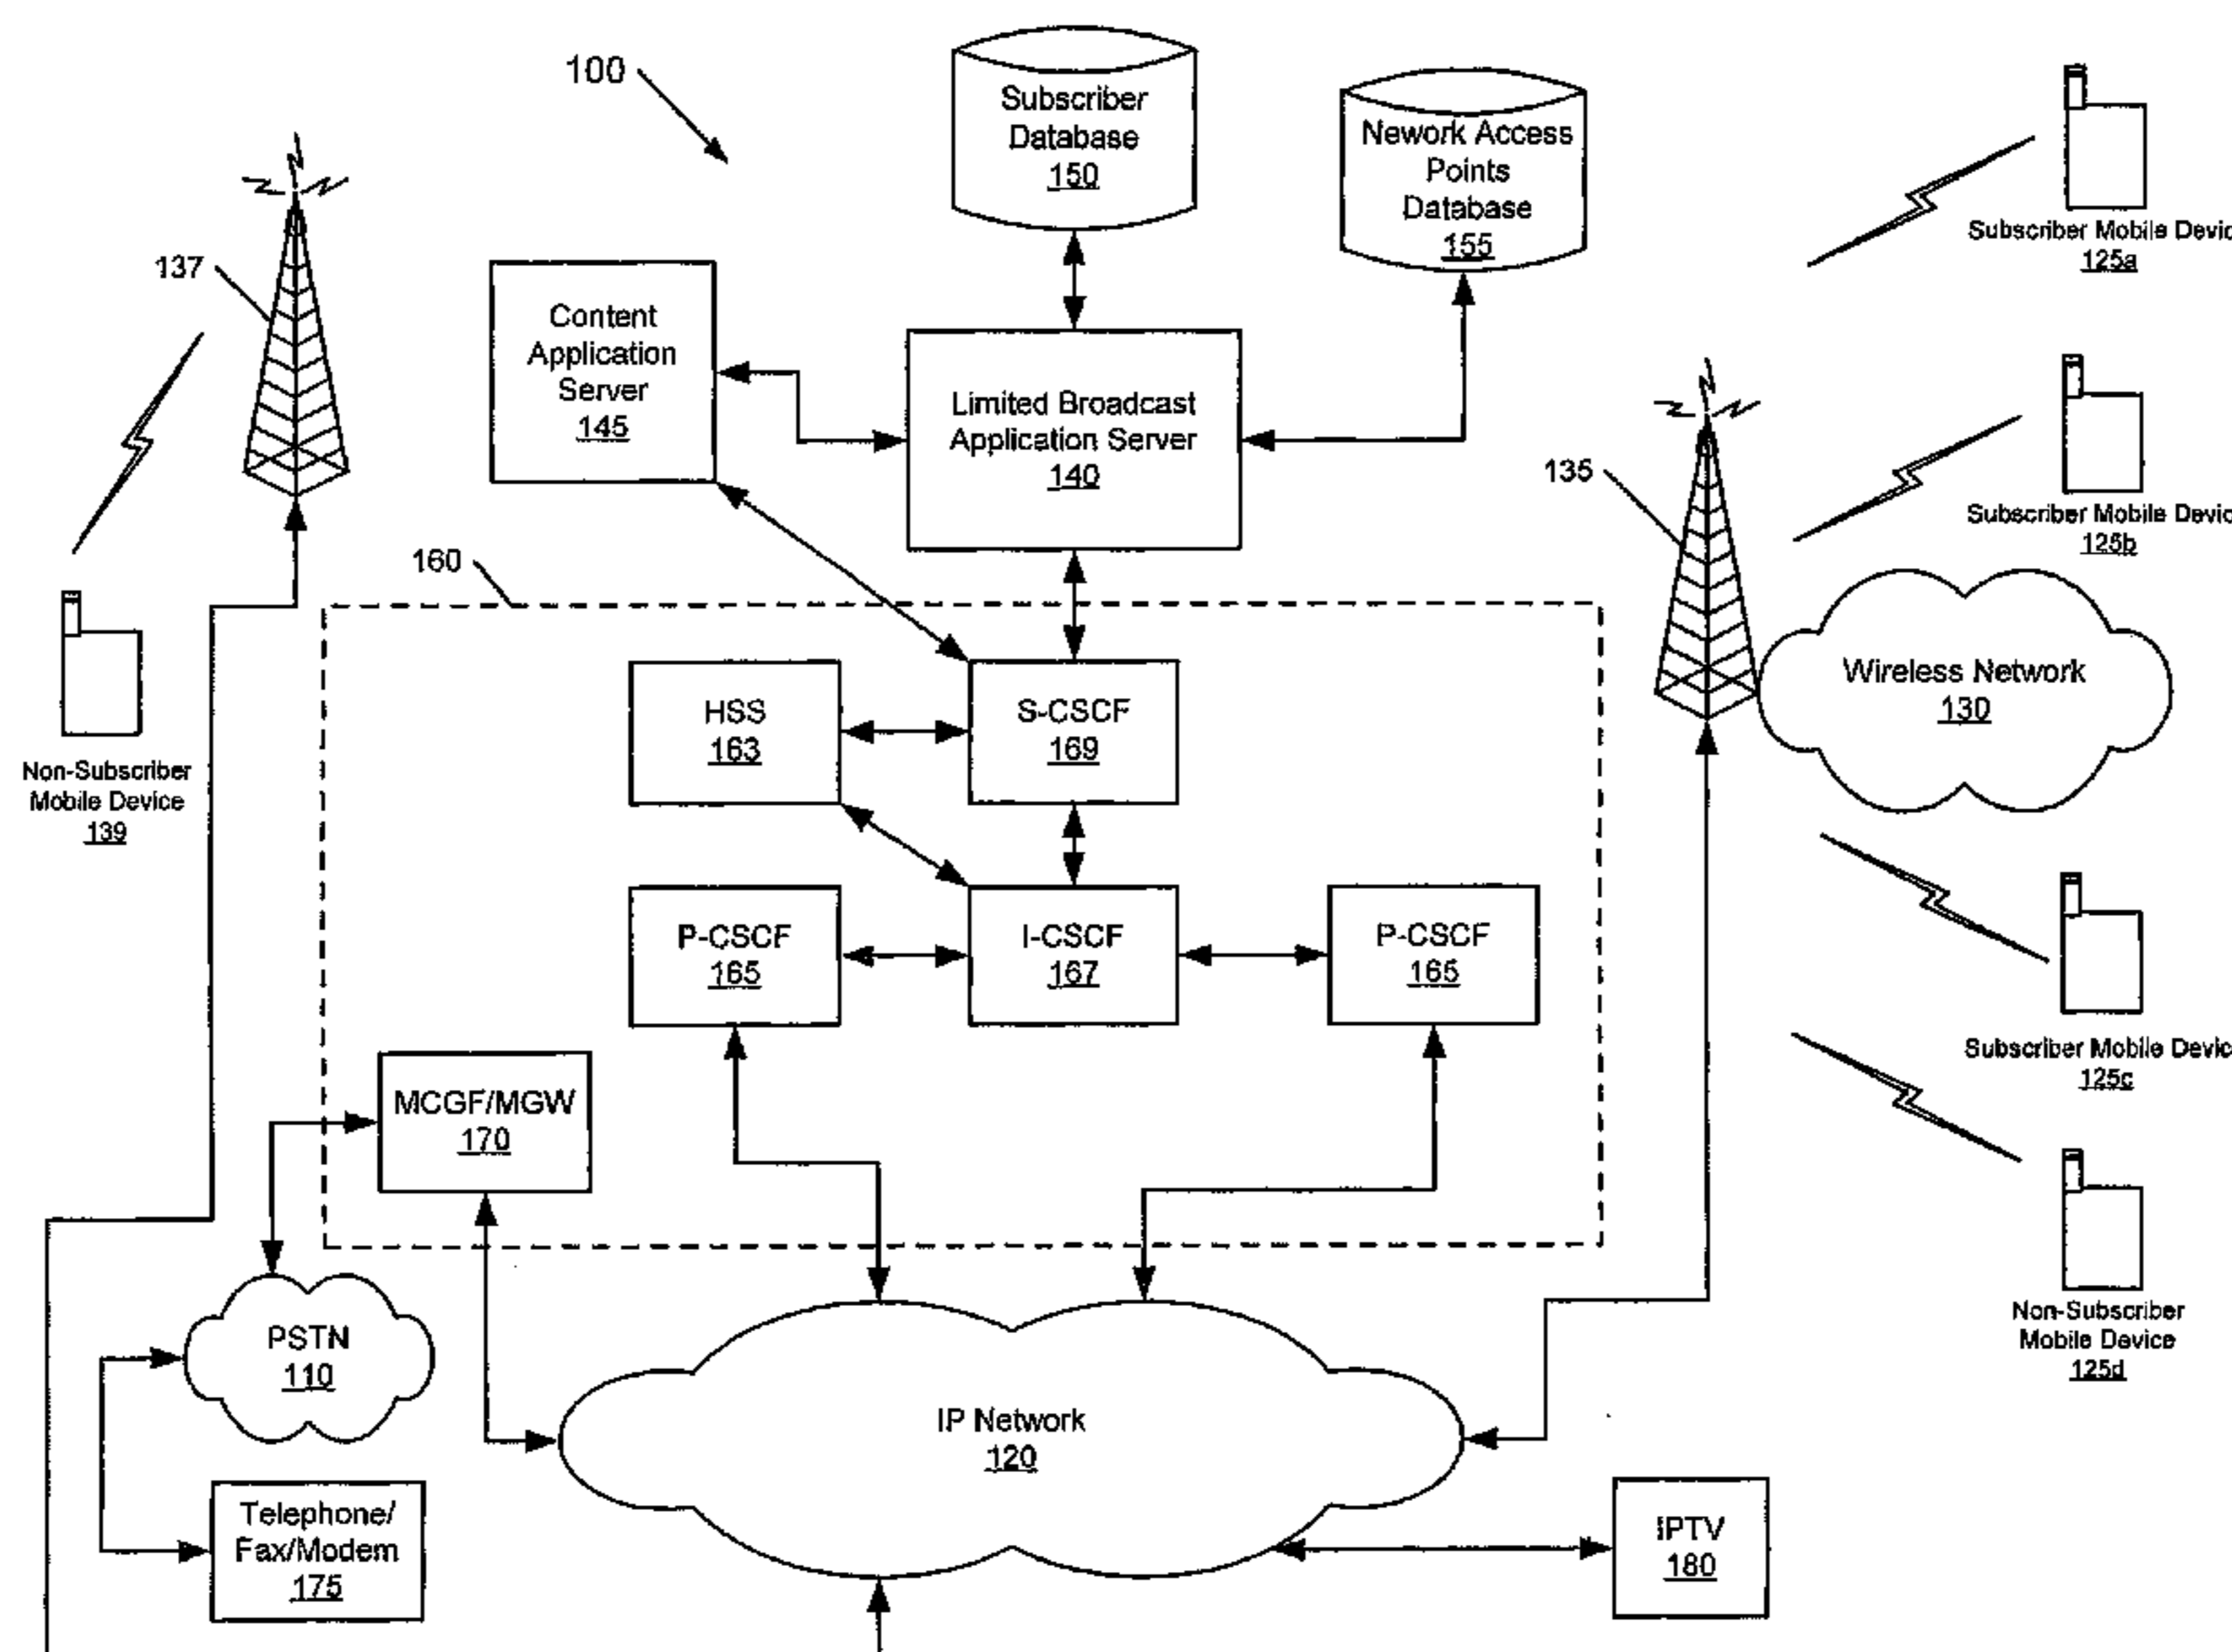 100
Subscriber
Database
150
Nework Access
Points
Database
155
Subscriber Mobile Devic
125a
137
Content
Application
Server
145
Limited Broadcast
Application Server
140
135
Subscriber Mobile Devic
125b
160
Non-Subscriber
Mobile Device
139
HSS
163
S-CSCF
169
Wireless Network
130
P-CSCF
165
I-CSCF
167
P-CSCF
165
Subscriber Mobile Devic
125c
MCGF/MGW
170
PSTN
110
Non-Subscriber
Mobile Device
125d
IP Network
120
Telephone/
Fax/Modem
175
IPTV
180